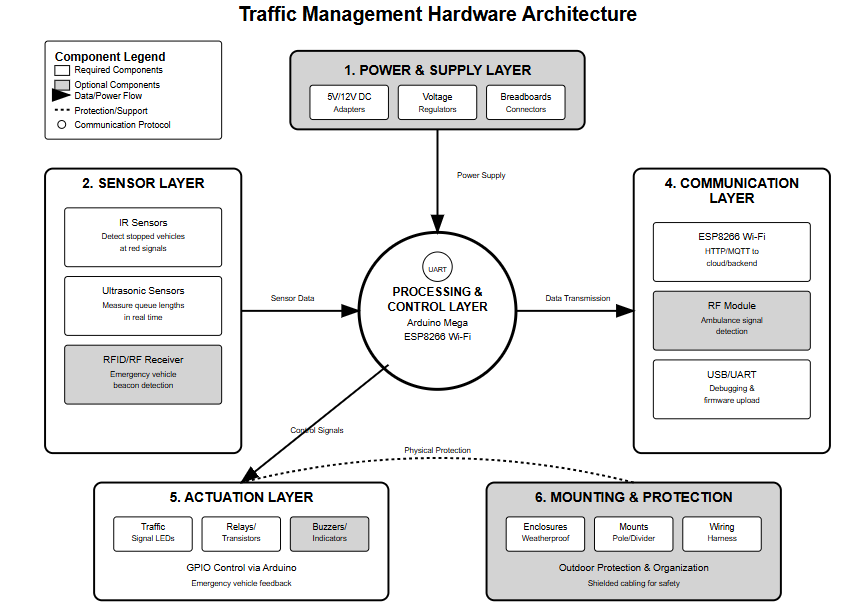 Traffic Management Hardware Architecture
Component Legend
Required Components
Optional Components
Data/Power Flow
Protection/Support
Communication Protocol
1. POWER & SUPPLY LAYER
5V/12V DC
Adapters
Voltage
Regulators
Breadboards
Connectors
Power Supply
2. SENSOR LAYER
IR Sensors
Detect stopped vehicles
at red signals
Ultrasonic Sensors
Measure queue lengths
in real time
RFID/RF Receiver
Emergency vehicle
beacon detection
Sensor Data
UART
PROCESSING &
CONTROL LAYER
Arduino Mega
ESP8266 Wi-Fi
Data Transmission
4. COMMUNICATION
LAYER
ESP8266 Wi-Fi
HTTP/MQTT to
cloud/backend
RF Module
Ambulance signal
detection
USB/UART
Debugging &
firmware upload
Control Signals
Physical Protection
5. ACTUATION LAYER
Traffic
Signal LEDs
Relays/
Transistors
Buzzers/
Indicators
GPIO Control via Arduino
Emergency vehicle feedback
6. MOUNTING & PROTECTION
Enclosures
Weatherproof
Mounts
Pole/Divider
Wiring
Harness
Outdoor Protection & Organization
Shielded cabling for safety